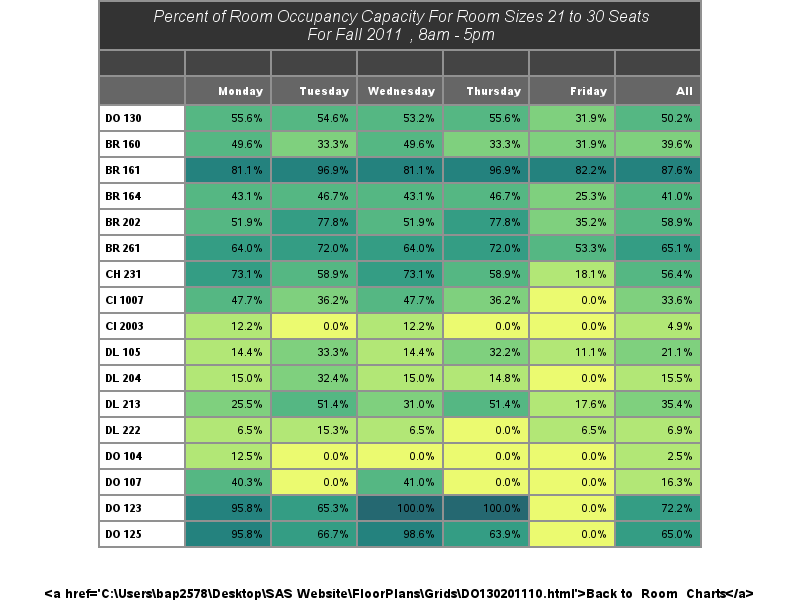 Percent of Room Occupancy Capacity For Room Sizes 21 to 30 Seats
For Fall 2011 , 8am - 5pm
Monday Tuesday Wednesday Thursday Friday All
DO 130 55.6% 54.6% 53.2% 55.6% 31.9% 50.2%
BR 160 49.6% 33.3% 49.6% 33.3% 31.9% 39.6%
BR 161 81.1% 96.9% 81.1% 96.9% 82.2% 87.6%
BR 164 43.1% 46.7% 43.1% 46.7% 25.3% 41.0%
BR 202 51.9% 77.8% 51.9% 77.8% 35.2% 58.9%
BR 261 64.0% 72.0% 64.0% 72.0% 53.3% 65.1%
CH 231 73.1% 58.9% 73.1% 58.9% 18.1% 56.4%
CI 1007 47.7% 36.2% 47.7% 36.2% 0.0% 33.6%
CI 2003 12.2% 0.0% 12.2% 0.0% 0.0% 4.9%
DL 105 14.4% 33.3% 14.4% 32.2% 11.1% 21.1%
DL 204 15.0% 32.4% 15.0% 14.8% 0.0% 15.5%
DL 213 25.5% 51.4% 31.0% 51.4% 17.6% 35.4%
DL 222 6.5% 15.3% 6.5% 0.0% 6.5% 6.9%
DO 104 12.5% 0.0% 0.0% 0.0% 0.0% 2.5%
DO 107 40.3% 0.0% 41.0% 0.0% 0.0% 16.3%
DO 123 95.8% 65.3% 100.0% 100.0% 0.0% 72.2%
DO 125 95.8% 66.7% 98.6% 63.9% 0.0% 65.0%
<a href='C:\Users\bap2578\Desktop\SAS Website\FloorPlans\Grids\DO130201110.html'>Back to Room Charts</a>